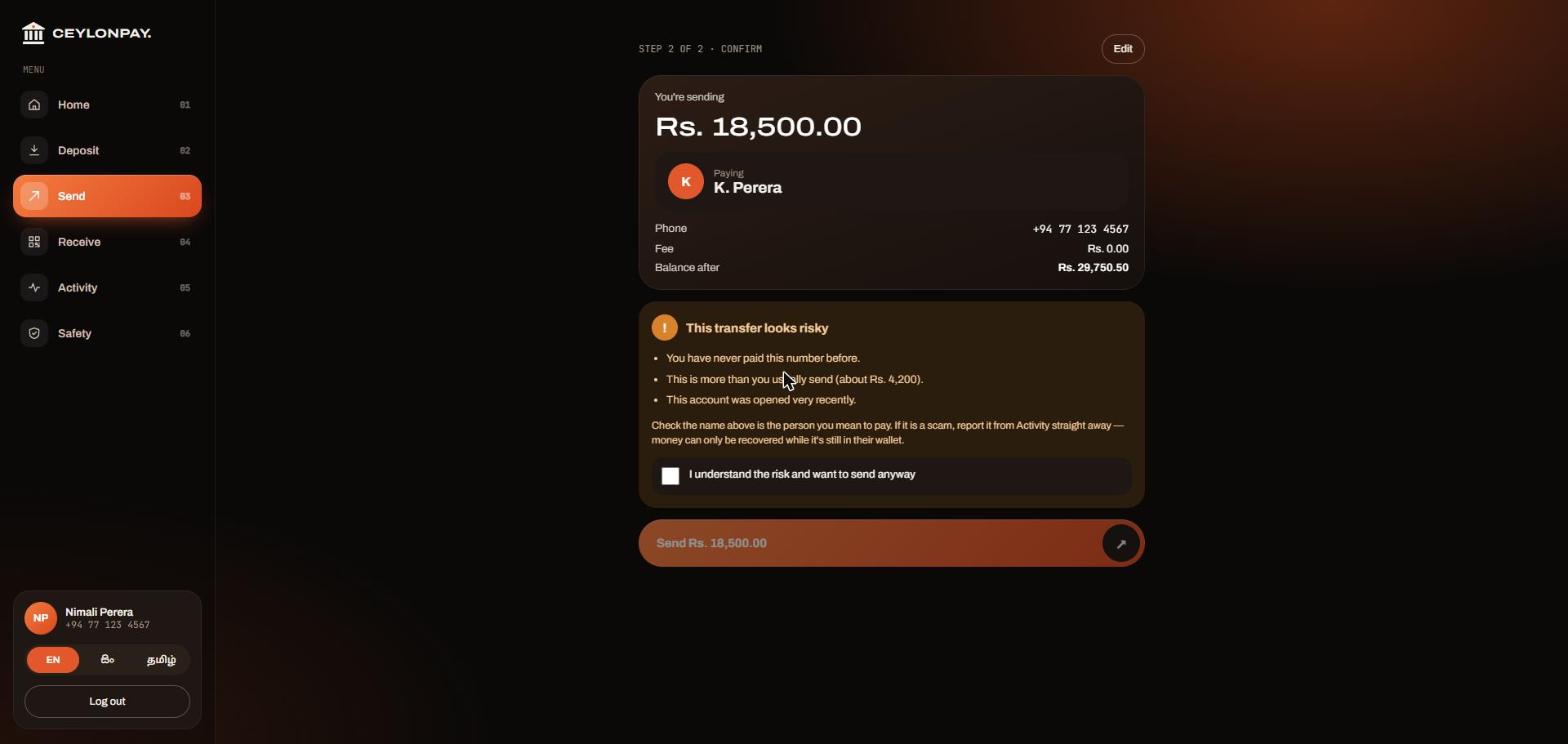 CEYLONPAY.
MENU
Home 01
Deposit 02
Send 03
Receive 04
Activity 05
Safety 06
NP
Nimali Perera
+94 77 123 4567
EN සිං தமிழ்
Log out
STEP 2 OF 2 · CONFIRM
Edit
You're sending
Rs. 18,500.00
K
Paying
K. Perera
Phone +94 77 123 4567
Fee Rs. 0.00
Balance after Rs. 29,750.50
! This transfer looks risky
• You have never paid this number before.
• This is more than you usually send (about Rs. 4,200).
• This account was opened very recently.
Check the name above is the person you mean to pay. If it is a scam, report it from Activity straight away —
money can only be recovered while it's still in their wallet.
I understand the risk and want to send anyway
Send Rs. 18,500.00